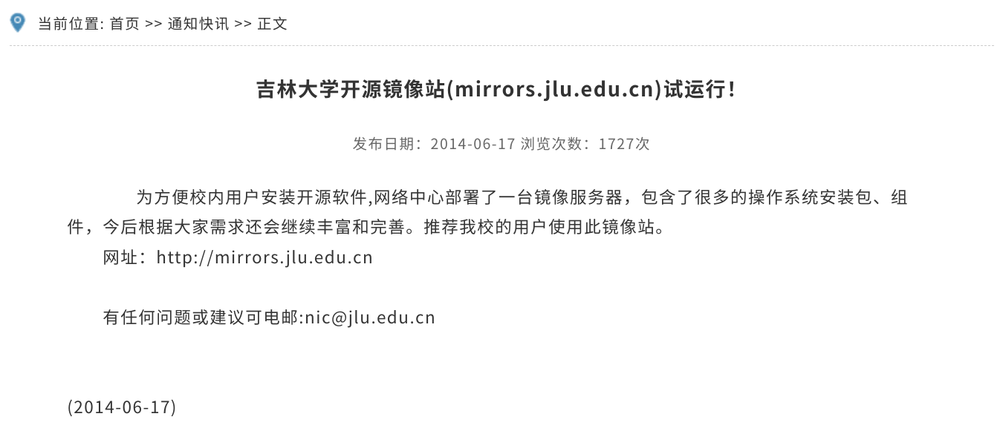 当前位置: 首页 >> 通知快讯 >> 正文
吉林大学开源镜像站(mirrors.jlu.edu.cn)试运行！
发布日期：2014-06-17 浏览次数：1727次
为方便校内用户安装开源软件,网络中心部署了一台镜像服务器，包含了很多的操作系统安装包、组
件，今后根据大家需求还会继续丰富和完善。推荐我校的用户使用此镜像站。
网址：http://mirrors.jlu.edu.cn
有任何问题或建议可电邮:nic@jlu.edu.cn
(2014-06-17)